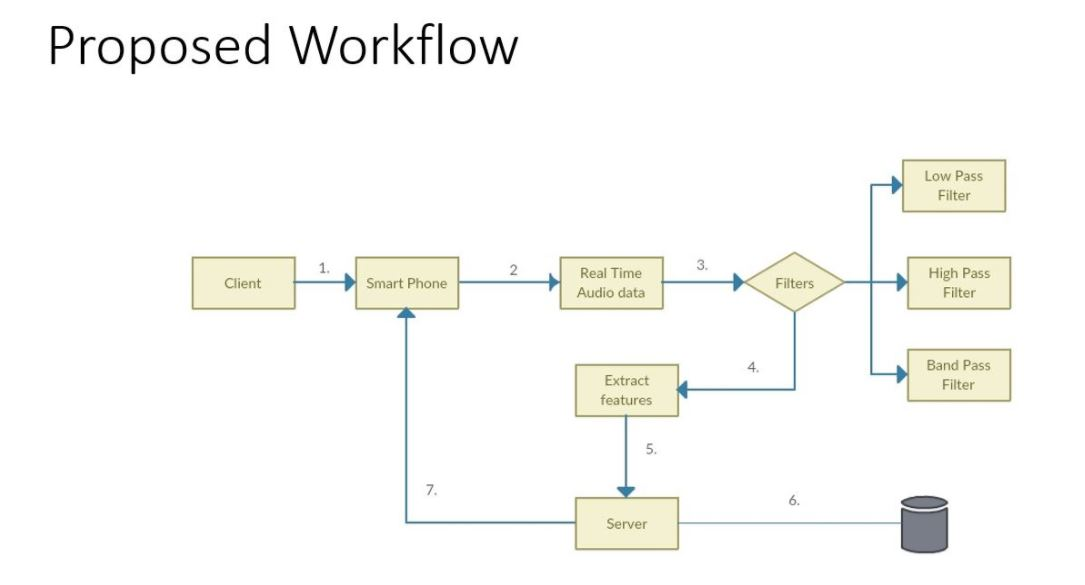 Proposed Workflow
Low Pass
Filter
Client
1.
Smart Phone
2
Real Time
Audio data
3.
Filters
High Pass
Filter
Band Pass
Filter
4.
Extract
features
5.
7.
Server
6.